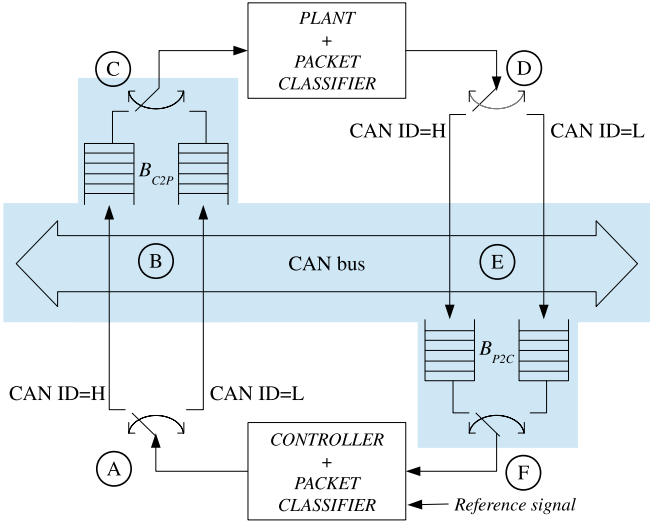 PLANT
+
PACKET
CLASSIFIER
C
D
CAN ID=H
CAN ID=L
B_C2P
B
CAN bus
E
B_P2C
CAN ID=H
CAN ID=L
CONTROLLER
+
PACKET
CLASSIFIER
A
F
Reference signal